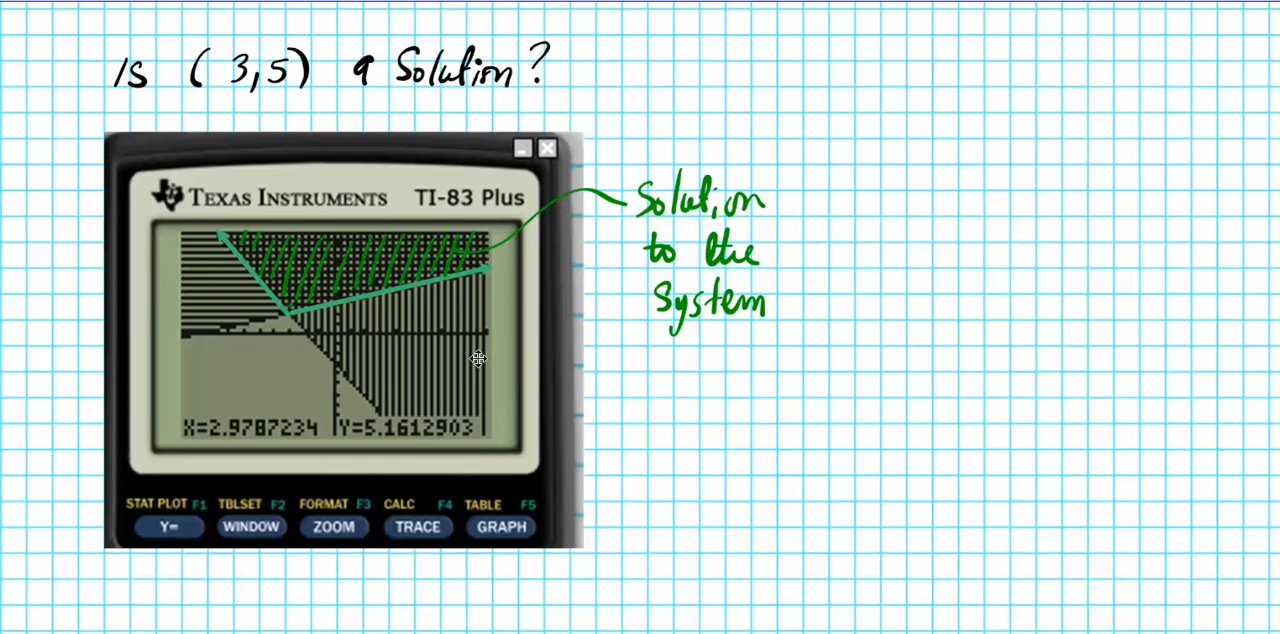 Is (3,5) a Solution?
TEXAS INSTRUMENTS TI-83 Plus
Solution
to the
System
X=2.9787234 Y=5.1612903
STAT PLOT F1 TBLSET F2 FORMAT F3 CALC F4 TABLE F5
Y= WINDOW ZOOM TRACE GRAPH